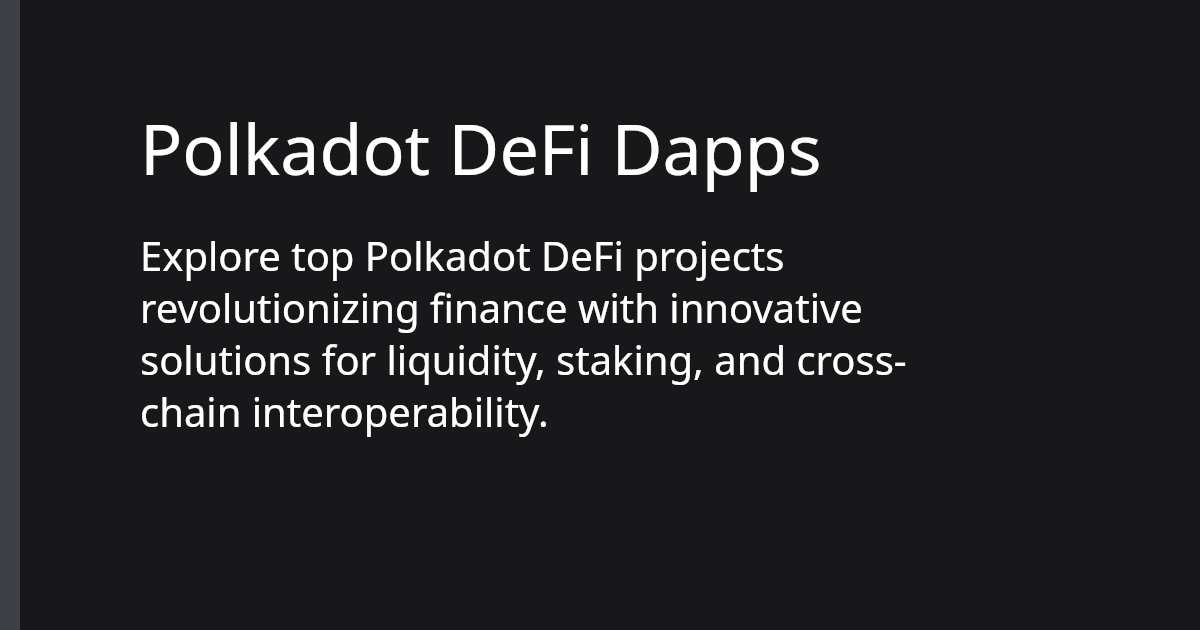 Polkadot DeFi Dapps
Explore top Polkadot DeFi projects
revolutionizing finance with innovative
solutions for liquidity, staking, and cross-
chain interoperability.